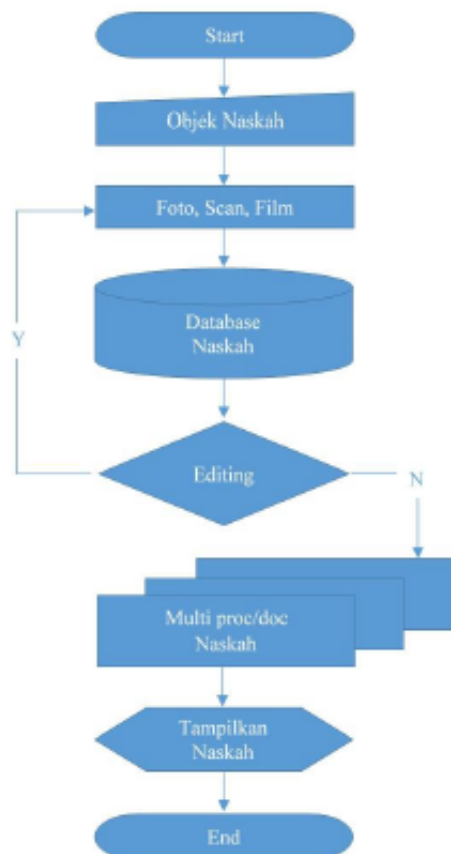 Start
Objek Naskah
Foto, Scan, Film
Database
Naskah
Y
Editing
N
Multi proc/doc
Naskah
Tampilkan
Naskah
End